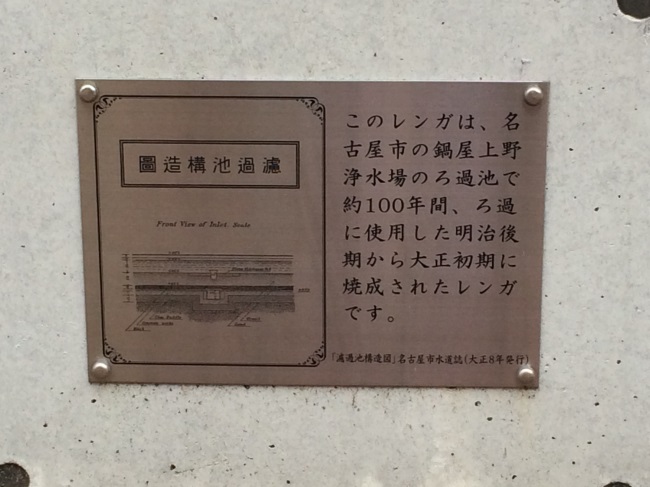 圖造構池過濾
Front View of Inlet. Scale
このレンガは、名
古屋市の鍋屋上野
浄水場のろ過池で
約100年間、ろ過
に使用した明治後
期から大正初期に
焼成されたレンガ
です。
「濾過池構造図」名古屋市水道誌(大正8年発行)